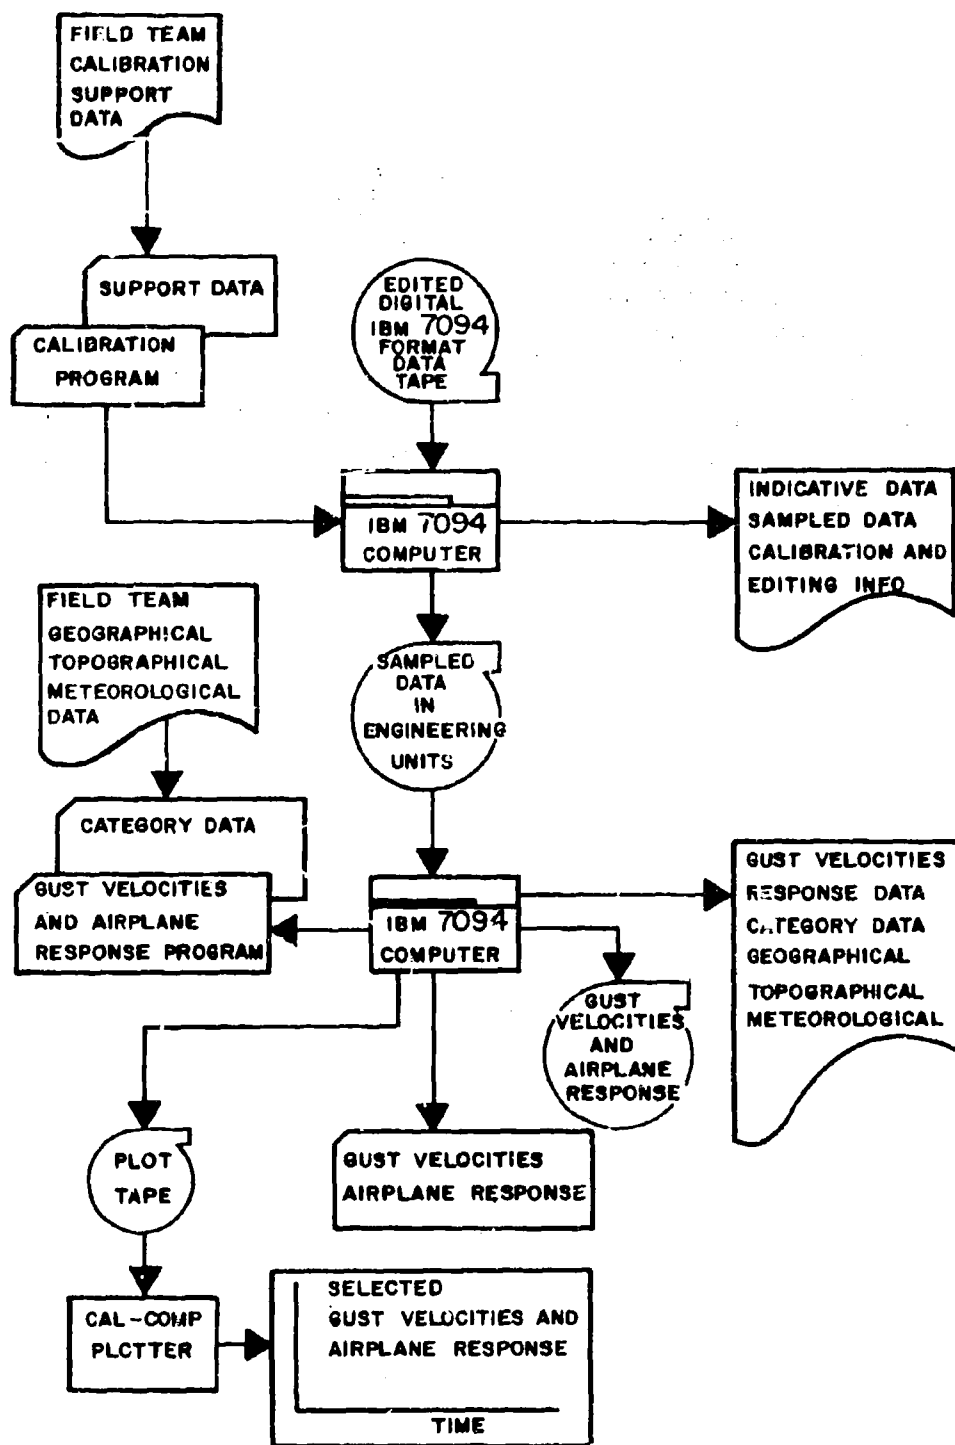 FIELD TEAM
CALIBRATION
SUPPORT
DATA
SUPPORT DATA
CALIBRATION
PROGRAM
EDITED
DIGITAL
IBM 7094
FORMAT
DATA
TAPE
IBM 7094
COMPUTER
INDICATIVE DATA
SAMPLED DATA
CALIBRATION AND
EDITING INFO
FIELD TEAM
GEOGRAPHICAL
TOPOGRAPHICAL
METEOROLOGICAL
DATA
SAMPLED
DATA
IN
ENGINEERING
UNITS
CATEGORY DATA
GUST VELOCITIES
AND AIRPLANE
RESPONSE PROGRAM
IBM 7094
COMPUTER
GUST VELOCITIES
RESPONSE DATA
CATEGORY DATA
GEOGRAPHICAL
TOPOGRAPHICAL
METEOROLOGICAL
GUST
VELOCITIES
AND
AIRPLANE
RESPONSE
PLOT
TAPE
GUST VELOCITIES
AIRPLANE RESPONSE
CAL-COMP
PLOTTER
SELECTED
GUST VELOCITIES AND
AIRPLANE RESPONSE
TIME